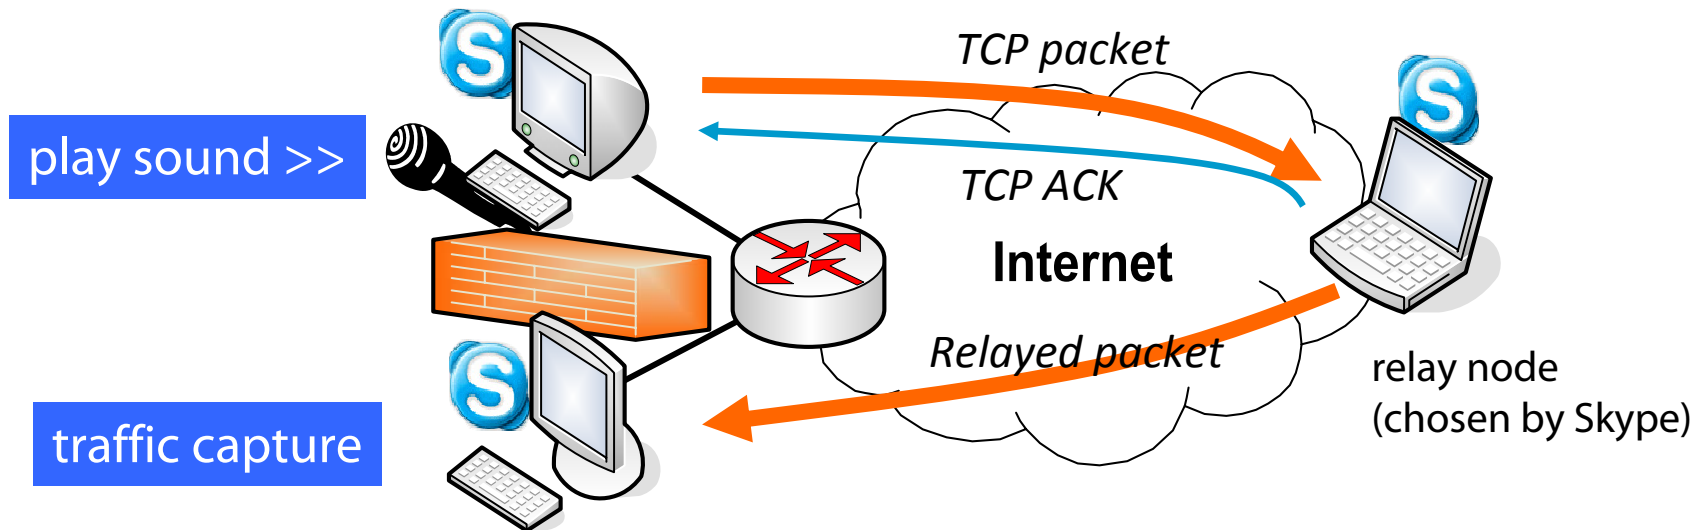 TCP packet
S
S
play sound >>
TCP ACK
Internet
Relayed packet
S
relay node
(chosen by Skype)
traffic capture